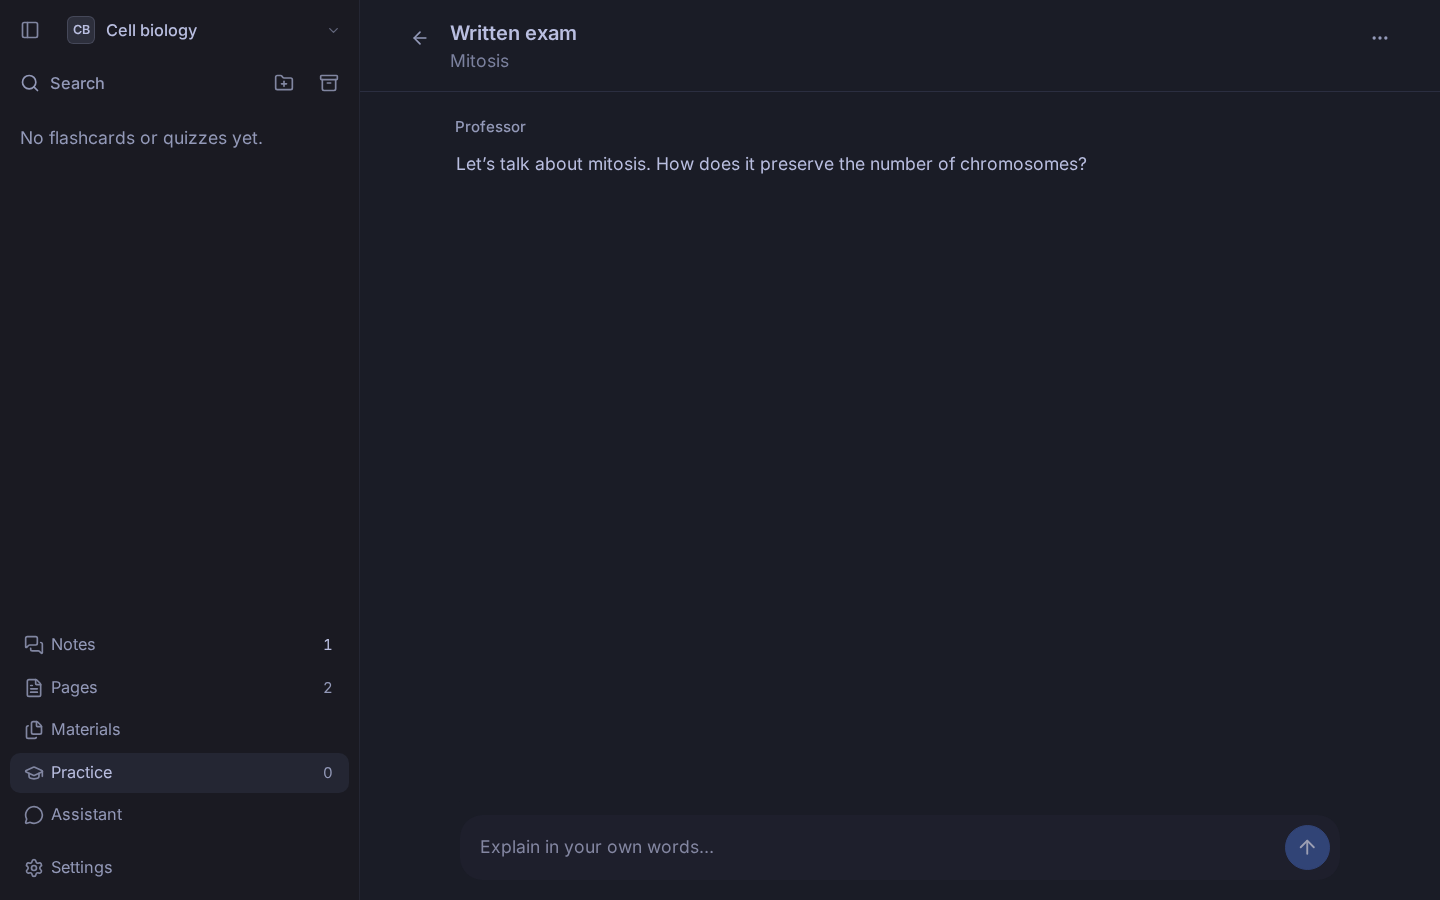 CB Cell biology
Search
No flashcards or quizzes yet.
Notes 1
Pages 2
Materials
Practice 0
Assistant
Settings
Written exam
Mitosis
Professor
Let’s talk about mitosis. How does it preserve the number of chromosomes?
Explain in your own words...